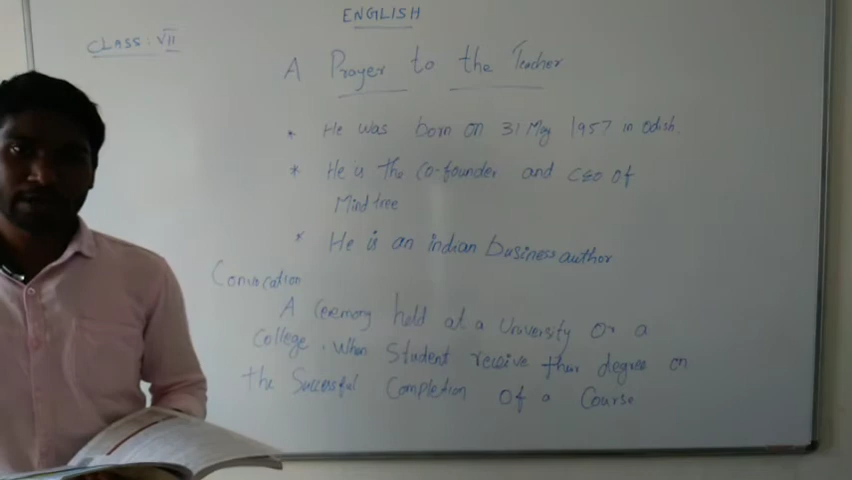 ENGLISH
CLASS: VII
A Prayer to the Teacher
* He was born on 31 May 1957 in Odish.
* He is the Co-founder and CEO of
Mindtree
* He is an indian business author
Convocation
A ceremony held at a University Or a
College. When Student receive their degree on
the Successful Completion Of a Course